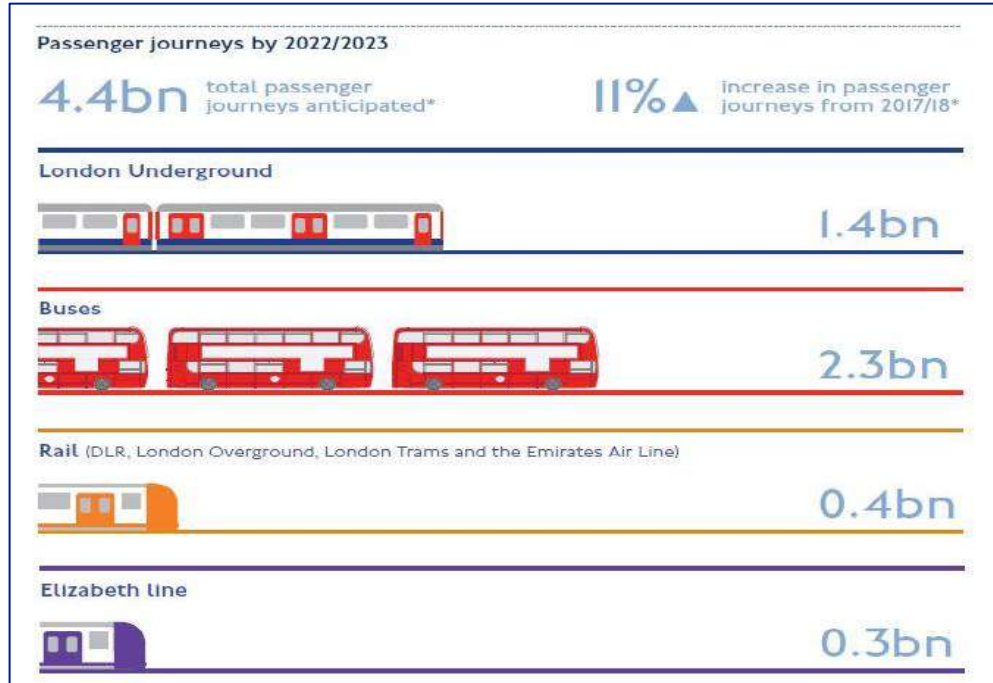 Passenger journeys by 2022/2023
4.4bn total passenger journeys anticipated*
11% ▲ increase in passenger journeys from 2017/18*
London Underground
1.4bn
Buses
2.3bn
Rail (DLR, London Overground, London Trams and the Emirates Air Line)
0.4bn
Elizabeth line
0.3bn